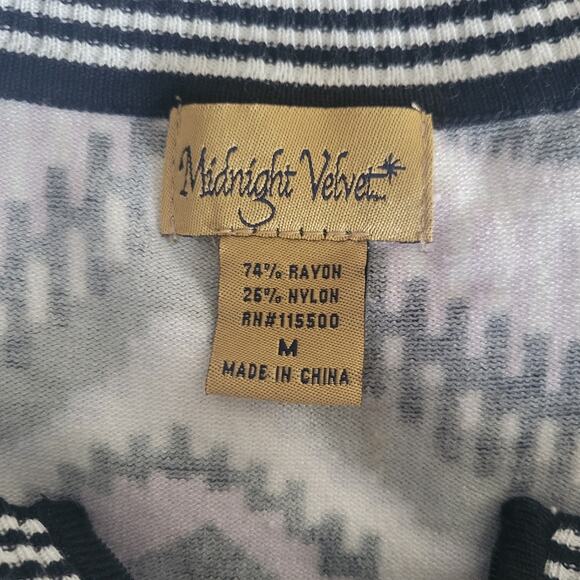 Midnight Velvet
74% RAYON
26% NYLON
RN#115500
M
MADE IN CHINA